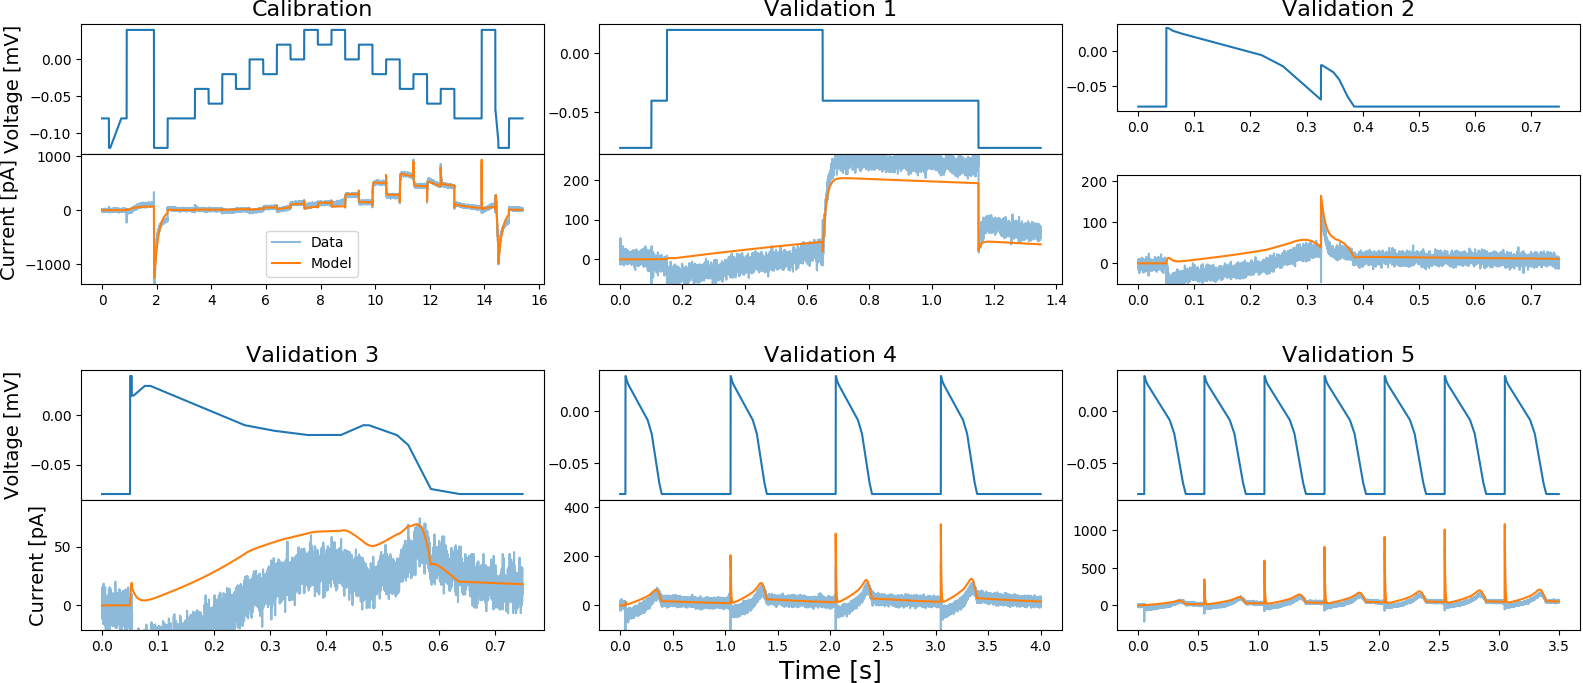 Calibration
Validation 1
Validation 2
Voltage [mV]
0.00
−0.05
−0.10
0.00
−0.05
0.00
−0.05
0.0 0.1 0.2 0.3 0.4 0.5 0.6 0.7
Current [pA]
1000
0
−1000
Data
Model
0 2 4 6 8 10 12 14 16
200
100
0
0.0 0.2 0.4 0.6 0.8 1.0 1.2 1.4
200
100
0
0.0 0.1 0.2 0.3 0.4 0.5 0.6 0.7
Validation 3
Validation 4
Validation 5
Voltage [mV]
0.00
−0.05
0.00
−0.05
0.00
−0.05
Current [pA]
50
0
0.0 0.1 0.2 0.3 0.4 0.5 0.6 0.7
400
200
0
0.0 0.5 1.0 1.5 2.0 2.5 3.0 3.5 4.0
1000
500
0
0.0 0.5 1.0 1.5 2.0 2.5 3.0 3.5
Time [s]